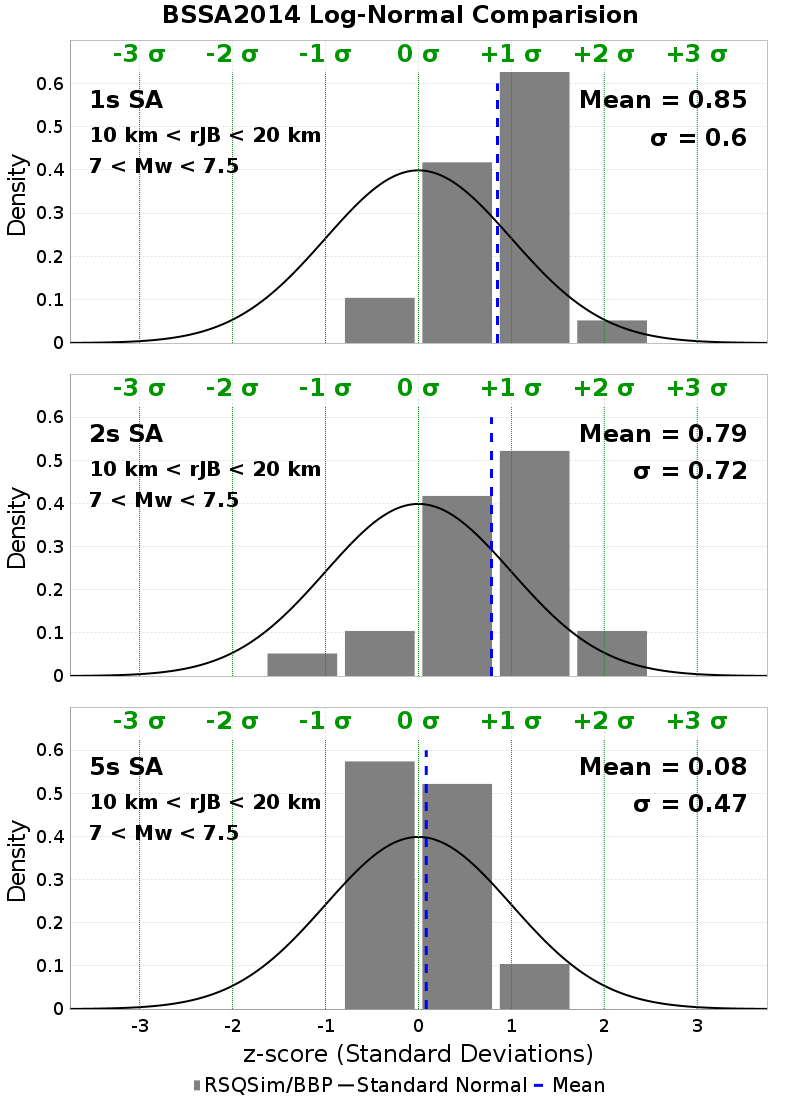 BSSA2014 Log-Normal Comparision
-3 σ -2 σ -1 σ 0 σ +1 σ +2 σ +3 σ
1s SA
Mean = 0.85
10 km < rJB < 20 km
σ = 0.6
7 < Mw < 7.5
Density
0.6
0.5
0.4
0.3
0.2
0.1
0
-3 σ -2 σ -1 σ 0 σ +1 σ +2 σ +3 σ
2s SA
Mean = 0.79
10 km < rJB < 20 km
σ = 0.72
7 < Mw < 7.5
Density
0.6
0.5
0.4
0.3
0.2
0.1
0
-3 σ -2 σ -1 σ 0 σ +1 σ +2 σ +3 σ
5s SA
Mean = 0.08
10 km < rJB < 20 km
σ = 0.47
7 < Mw < 7.5
Density
0.6
0.5
0.4
0.3
0.2
0.1
0
-3 -2 -1 0 1 2 3
z-score (Standard Deviations)
RSQSim/BBP Standard Normal Mean